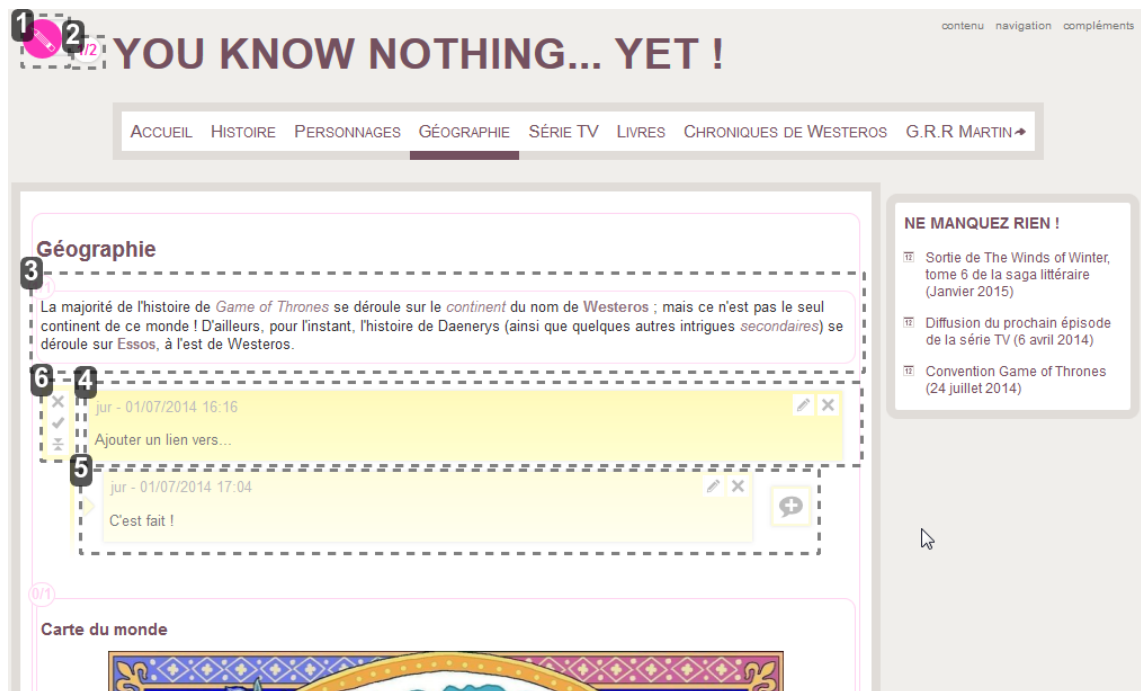 1
2
1/2
YOU KNOW NOTHING... YET !
contenu navigation compléments
ACCUEIL HISTOIRE PERSONNAGES GÉOGRAPHIE SÉRIE TV LIVRES CHRONIQUES DE WESTEROS G.R.R MARTIN
Géographie
3
1
La majorité de l'histoire de Game of Thrones se déroule sur le continent du nom de Westeros ; mais ce n'est pas le seul
continent de ce monde ! D'ailleurs, pour l'instant, l'histoire de Daenerys (ainsi que quelques autres intrigues secondaires) se
déroule sur Essos, à l'est de Westeros.
6
4
jur - 01/07/2014 16:16
Ajouter un lien vers...
5
jur - 01/07/2014 17:04
C'est fait !
0/1
Carte du monde
NE MANQUEZ RIEN !
12 Sortie de The Winds of Winter,
tome 6 de la saga littéraire
(Janvier 2015)
12 Diffusion du prochain épisode
de la série TV (6 avril 2014)
12 Convention Game of Thrones
(24 juillet 2014)